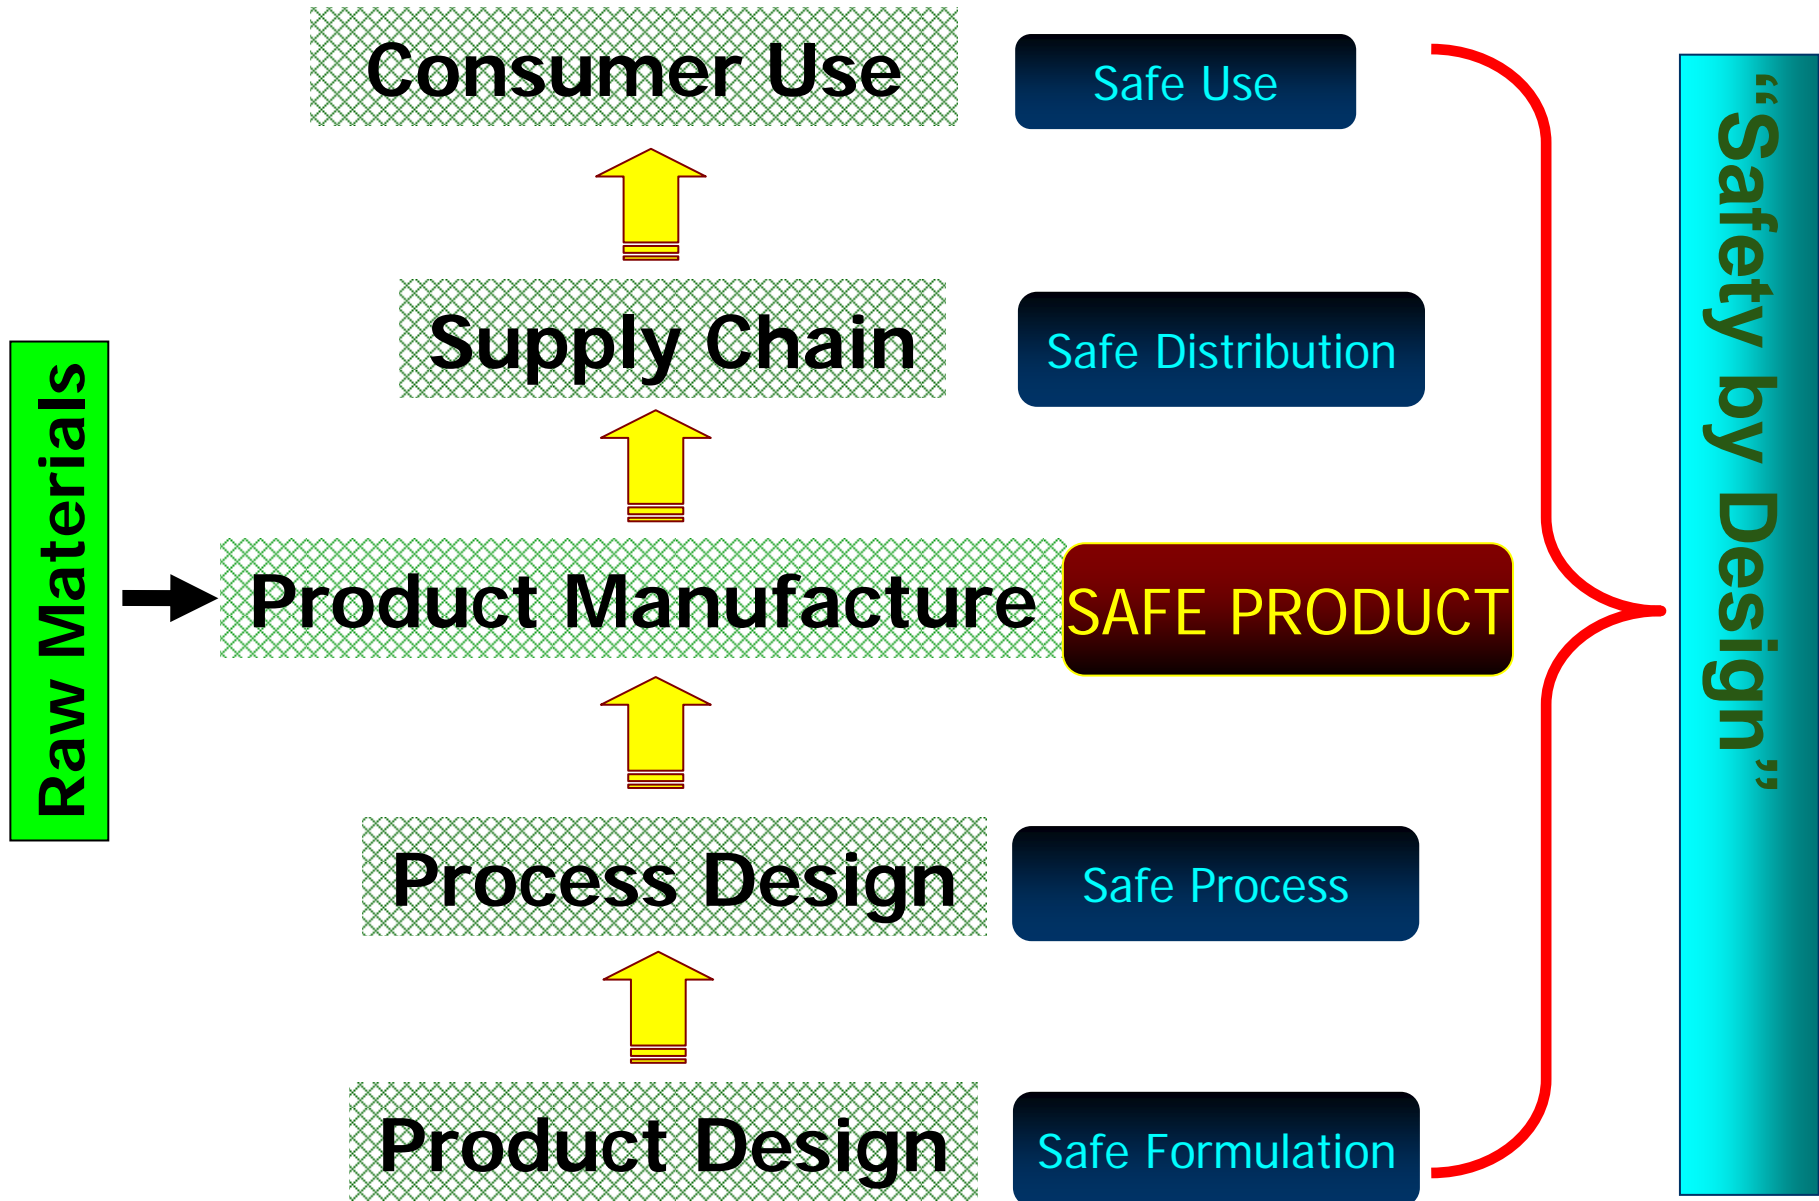 Consumer Use
Safe Use
Supply Chain
Safe Distribution
Raw Materials
Product Manufacture
SAFE PRODUCT
Process Design
Safe Process
Product Design
Safe Formulation
“Safety by Design”